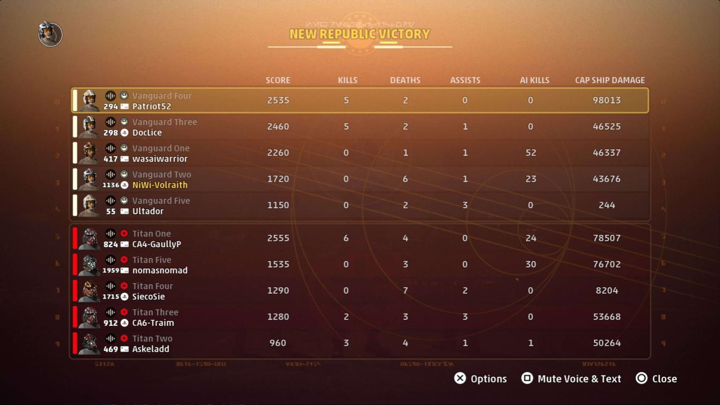 NEW REPUBLIC VICTORY
SCORE KILLS DEATHS ASSISTS AI KILLS CAP SHIP DAMAGE
Vanguard Four
294 Patriot52 2535 5 2 0 0 98013
Vanguard Three
298 DocIice 2460 5 2 1 0 46525
Vanguard One
417 wasaiwarrior 2260 0 1 1 52 46337
Vanguard Two
1136 NiWi-Volraith 1720 0 6 1 23 43676
Vanguard Five
55 Ultador 1150 0 2 3 0 244
Titan One
824 CA4-GaullyP 2555 6 4 0 24 78507
Titan Five
1959 nomasnomad 1535 0 3 0 30 76702
Titan Four
1715 SiecoSie 1290 0 7 2 0 8204
Titan Three
912 CA6-Traim 1280 2 3 3 0 53668
Titan Two
469 Askeladd 960 3 4 1 1 50264
Options Mute Voice & Text Close